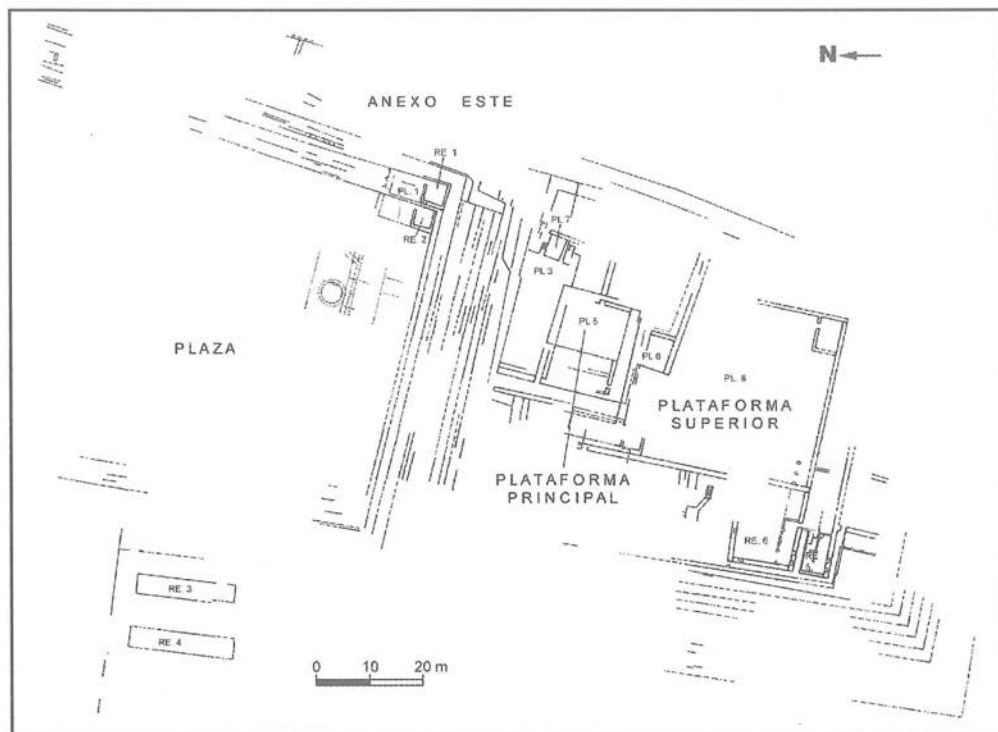 N
ANEXO ESTE
RE. 1
PL. 1
RE. 2
PL 7
PL 3
PL 5
PL 6
PLAZA
PL. 8
PLATAFORMA
SUPERIOR
PLATAFORMA
PRINCIPAL
RE. 6
RE. 3
RE. 4
0 10 20 m